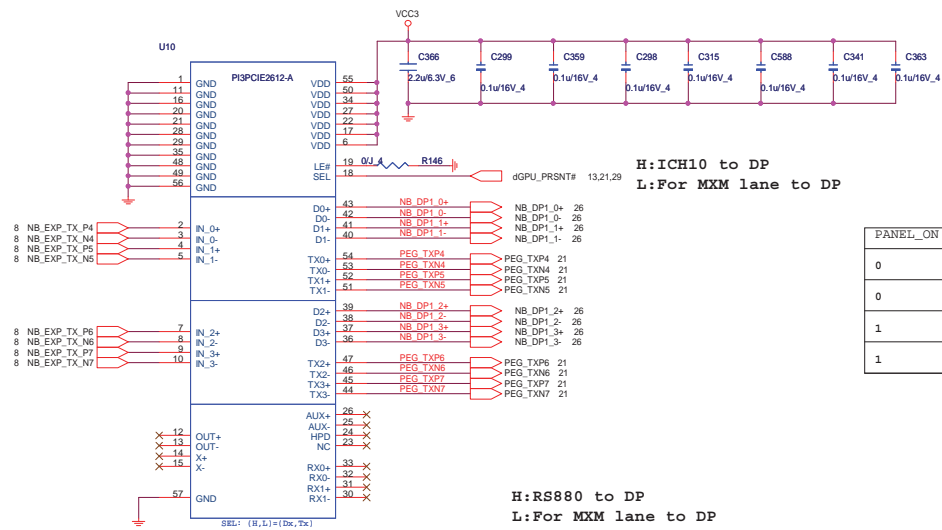 VCC3
U10
PI3PCIE2612-A
C366
2.2u/6.3V_6
C299
0.1u/16V_4
C359
0.1u/16V_4
C298
0.1u/16V_4
C315
0.1u/16V_4
C588
0.1u/16V_4
C341
0.1u/16V_4
C363
0.1u/16V_4
1 GND VDD 55
11 GND VDD 50
16 GND VDD 34
20 GND VDD 27
21 GND VDD 22
28 GND VDD 17
29 GND VDD 6
35 GND
48 GND LE# 19 0/J_4 R146
49 GND SEL 18 dGPU_PRSNT# 13,21,29
56 GND
H:ICH10 to DP
L:For MXM lane to DP
D0+ 43 NB_DP1_0+ NB_DP1_0+ 26
D0- 42 NB_DP1_0- NB_DP1_0- 26
D1+ 41 NB_DP1_1+ NB_DP1_1+ 26
D1- 40 NB_DP1_1- NB_DP1_1- 26
8 NB_EXP_TX_P4 2 IN_0+
8 NB_EXP_TX_N4 3 IN_0-
8 NB_EXP_TX_P5 4 IN_1+
8 NB_EXP_TX_N5 5 IN_1-
TX0+ 54 PEG_TXP4 PEG_TXP4 21
TX0- 53 PEG_TXN4 PEG_TXN4 21
TX1+ 52 PEG_TXP5 PEG_TXP5 21
TX1- 51 PEG_TXN5 PEG_TXN5 21
D2+ 39 NB_DP1_2+ NB_DP1_2+ 26
D2- 38 NB_DP1_2- NB_DP1_2- 26
D3+ 37 NB_DP1_3+ NB_DP1_3+ 26
D3- 36 NB_DP1_3- NB_DP1_3- 26
8 NB_EXP_TX_P6 7 IN_2+
8 NB_EXP_TX_N6 8 IN_2-
8 NB_EXP_TX_P7 9 IN_3+
8 NB_EXP_TX_N7 10 IN_3-
TX2+ 47 PEG_TXP6 PEG_TXP6 21
TX2- 46 PEG_TXN6 PEG_TXN6 21
TX3+ 45 PEG_TXP7 PEG_TXP7 21
TX3- 44 PEG_TXN7 PEG_TXN7 21
AUX+ 26
AUX- 25
HPD 24
NC 23
12 OUT+
13 OUT-
14 X+
15 X-
RX0+ 33
RX0- 32
RX1+ 31
RX1- 30
57 GND
SEL: (H,L)=(Dx,Tx)
H:RS880 to DP
L:For MXM lane to DP
PANEL_ON
0
0
1
1